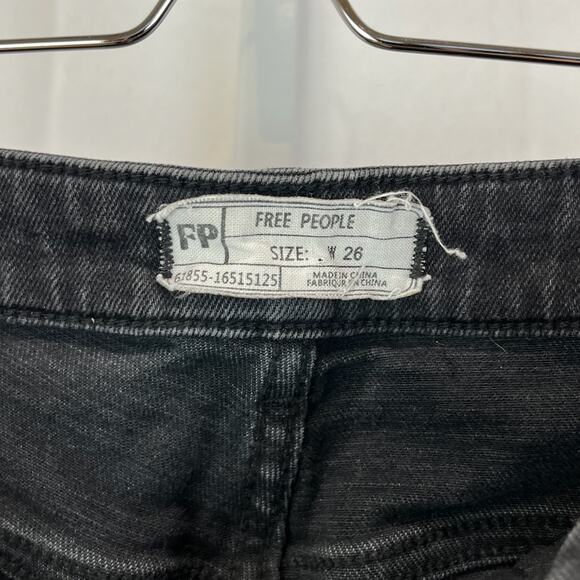 FP
FREE PEOPLE
SIZE: W 26
61855-16515125
MADE IN CHINA
FABRIQUE EN CHINA